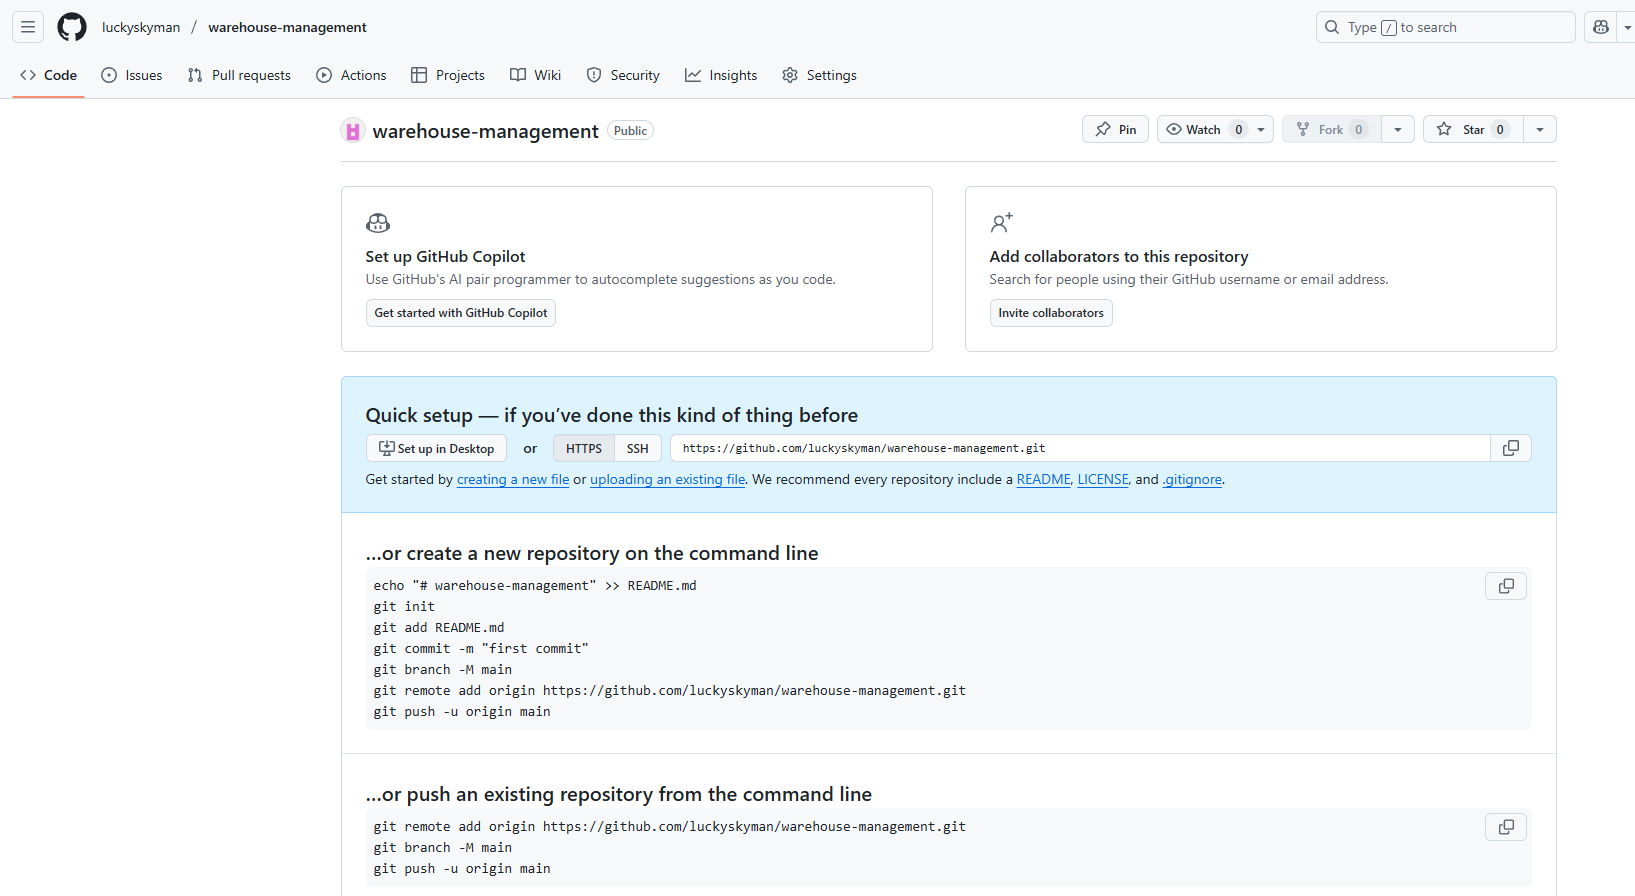 luckyskyman / warehouse-management
Type / to search
Code Issues Pull requests Actions Projects Wiki Security Insights Settings
warehouse-management Public
Pin Watch 0 Fork 0 Star 0
Set up GitHub Copilot
Use GitHub's AI pair programmer to autocomplete suggestions as you code.
Get started with GitHub Copilot
Add collaborators to this repository
Search for people using their GitHub username or email address.
Invite collaborators
Quick setup — if you’ve done this kind of thing before
Set up in Desktop or HTTPS SSH https://github.com/luckyskyman/warehouse-management.git
Get started by creating a new file or uploading an existing file. We recommend every repository include a README, LICENSE, and .gitignore.
…or create a new repository on the command line
echo "# warehouse-management" >> README.md
git init
git add README.md
git commit -m "first commit"
git branch -M main
git remote add origin https://github.com/luckyskyman/warehouse-management.git
git push -u origin main
…or push an existing repository from the command line
git remote add origin https://github.com/luckyskyman/warehouse-management.git
git branch -M main
git push -u origin main